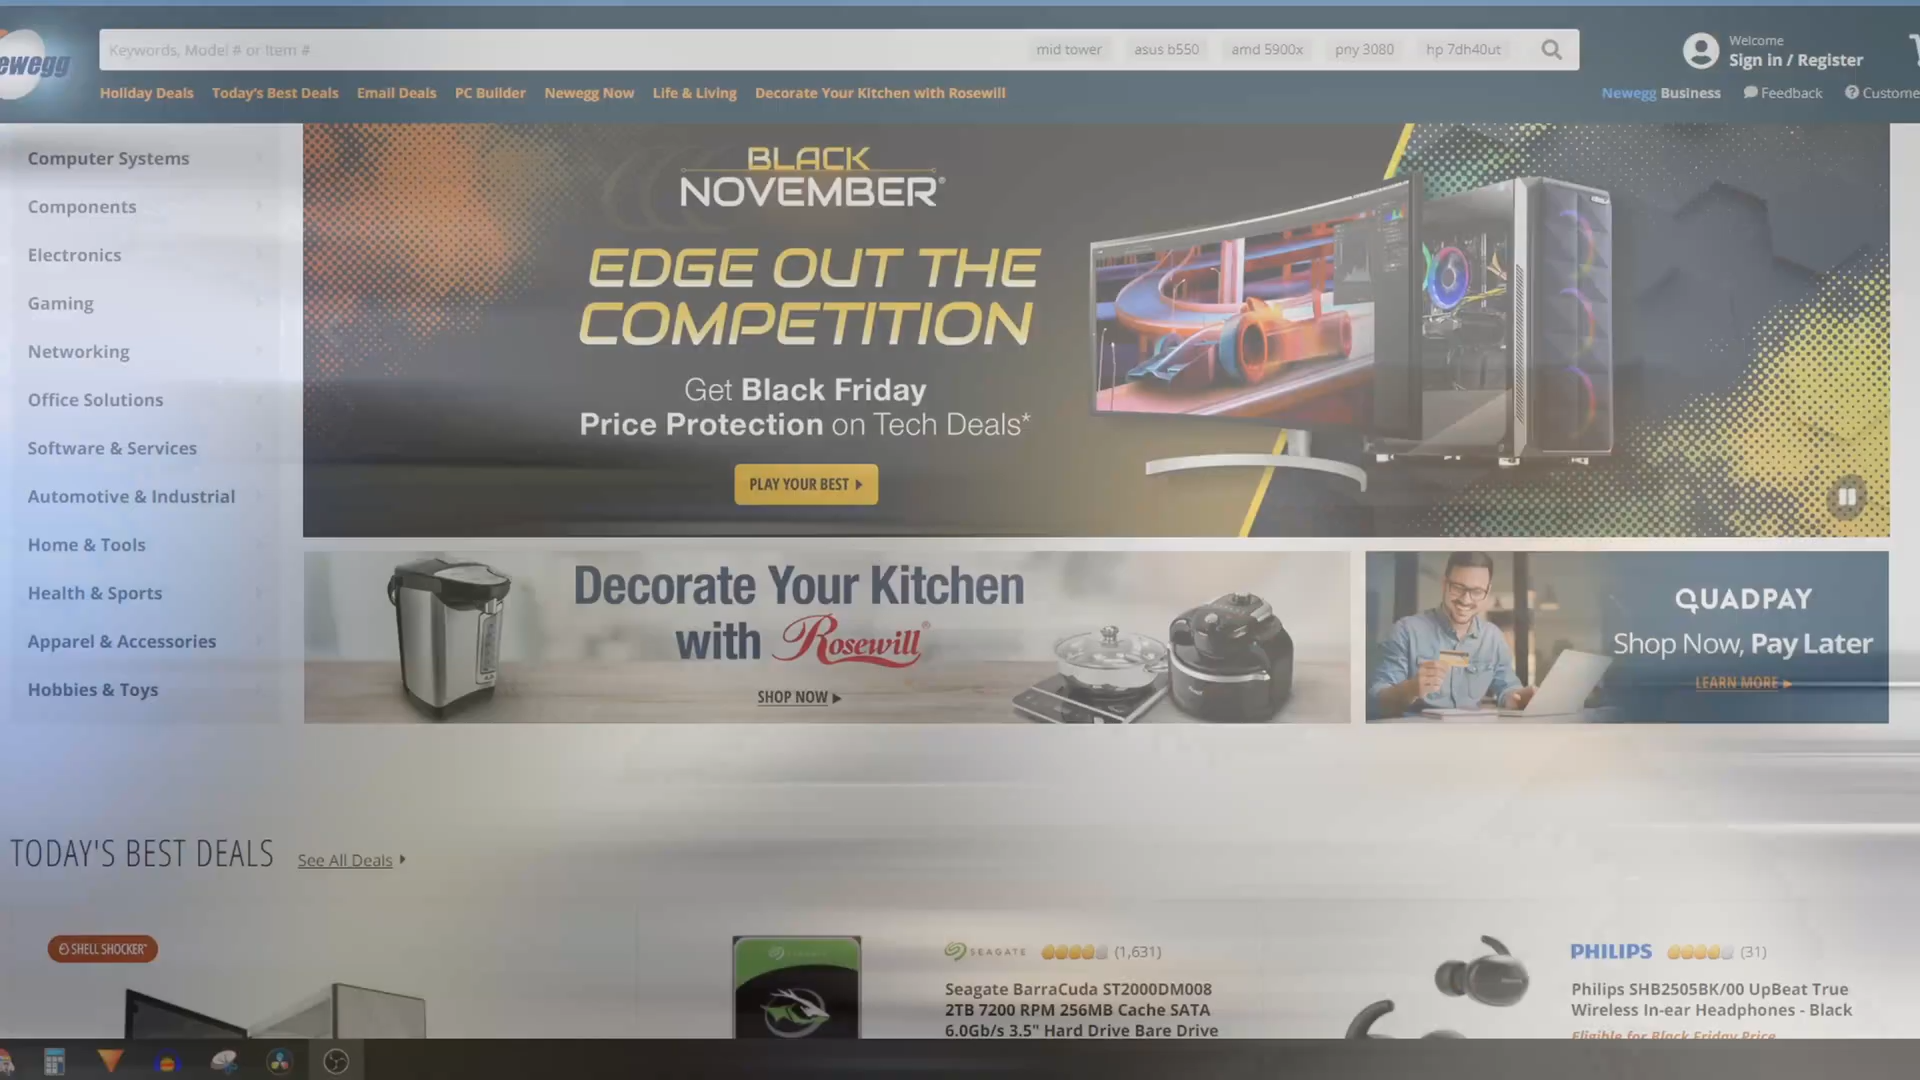 ewegg
Keywords, Model # or Item #
mid tower
asus b550
amd 5900x
pny 3080
hp 7dh40ut
Welcome
Sign in / Register
Holiday Deals
Today's Best Deals
Email Deals
PC Builder
Newegg Now
Life & Living
Decorate Your Kitchen with Rosewill
Newegg Business
Feedback
Custome
Computer Systems
Components
Electronics
Gaming
Networking
Office Solutions
Software & Services
Automotive & Industrial
Home & Tools
Health & Sports
Apparel & Accessories
Hobbies & Toys
BLACK
NOVEMBER®
EDGE OUT THE
COMPETITION
Get Black Friday
Price Protection on Tech Deals*
PLAY YOUR BEST
Decorate Your Kitchen
with Rosewill®
SHOP NOW
QUADPAY
Shop Now, Pay Later
LEARN MORE
TODAY'S BEST DEALS
See All Deals
SHELL SHOCKER
SEAGATE
(1,631)
Seagate BarraCuda ST2000DM008
2TB 7200 RPM 256MB Cache SATA
6.0Gb/s 3.5" Hard Drive Bare Drive
PHILIPS
(31)
Philips SHB2505BK/00 UpBeat True
Wireless In-ear Headphones - Black
Eligible for Black Friday Price